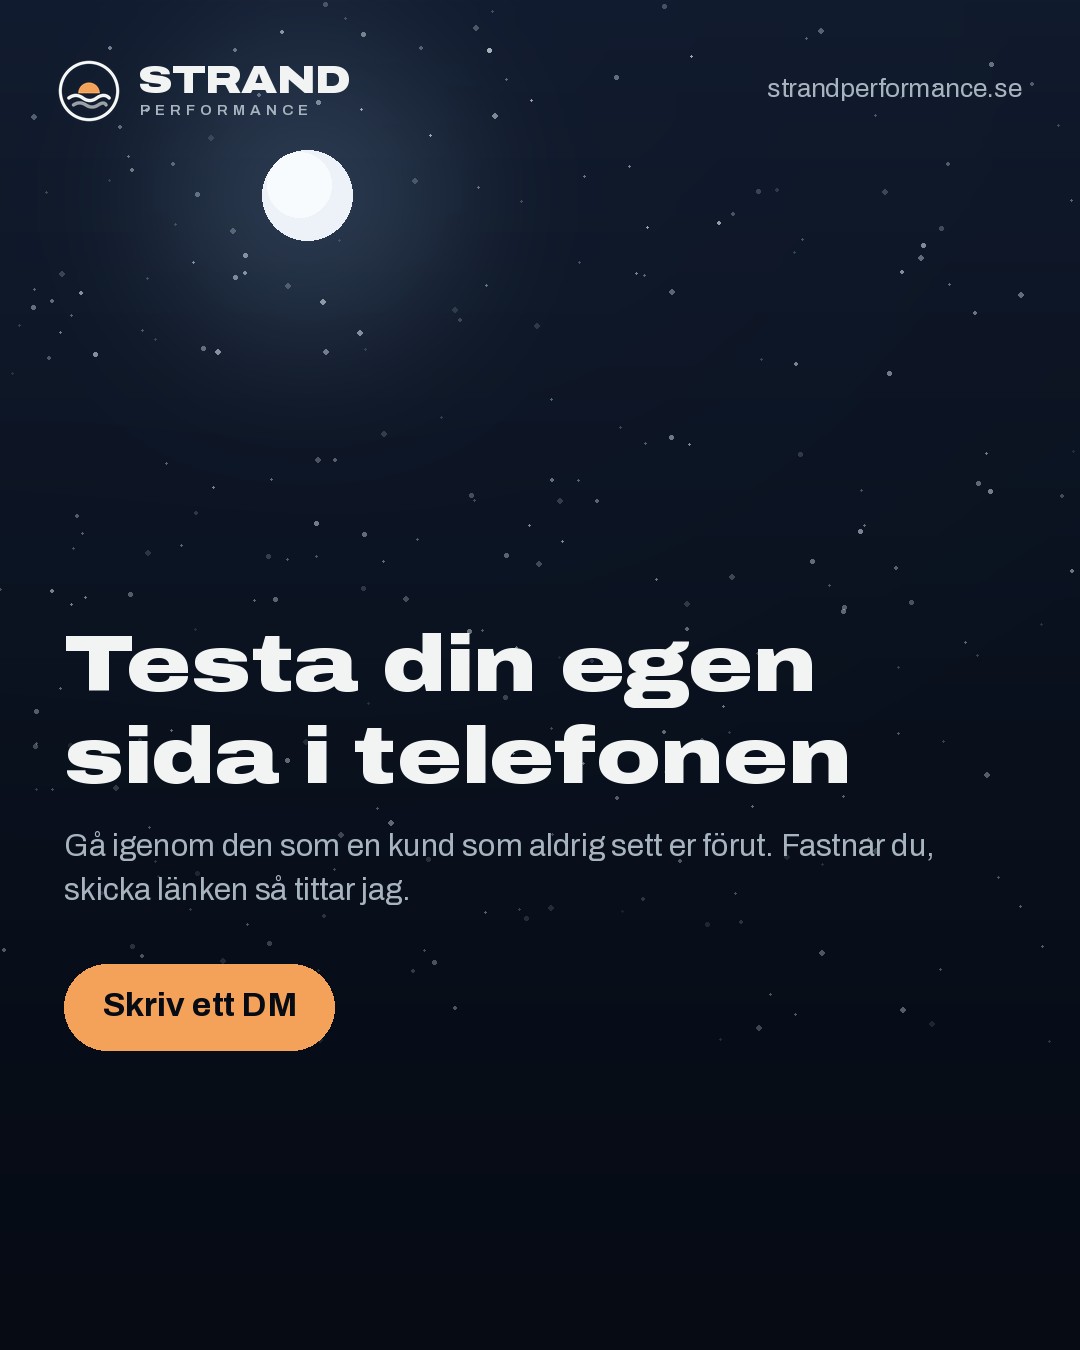 STRAND
PERFORMANCE
strandperformance.se
Testa din egen
sida i telefonen
Gå igenom den som en kund som aldrig sett er förut. Fastnar du,
skicka länken så tittar jag.
Skriv ett DM